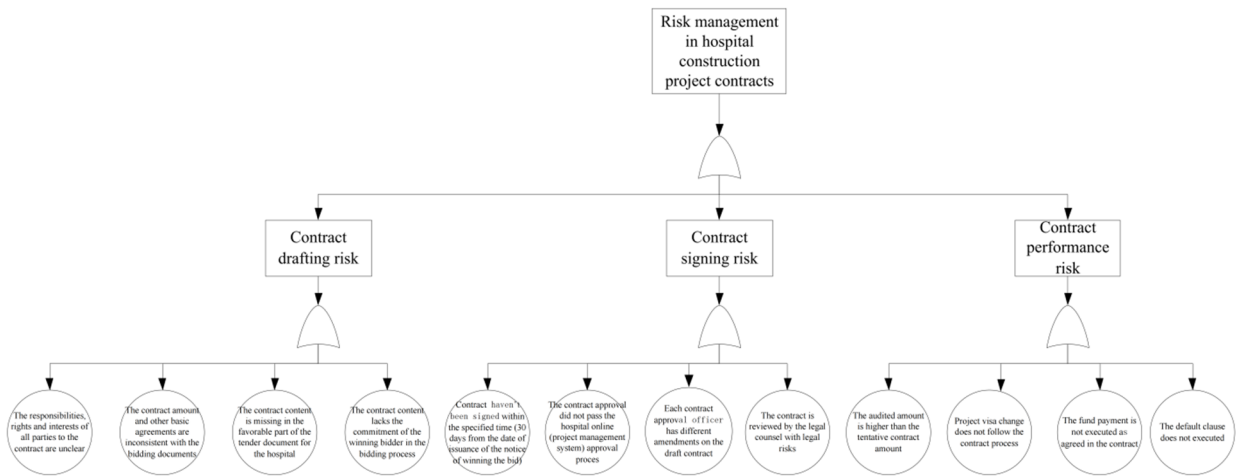 Risk management
in hospital
construction
project contracts
Contract
drafting risk
Contract
signing risk
Contract
performance
risk
The responsibilities,
rights and interests of
all parties to the
contract are unclear
The contract amount
and other basic
agreements are
inconsistent with the
bidding documents
The contract content
is missing in the
favorable part of the
tender document for
the hospital
The contract content
lacks the
commitment of the
winning bidder in the
bidding process
Contract haven't
been signed within
the specified time (30
days from the date of
issuance of the notice
of winning the bid)
The contract approval
did not pass the
hospital online
(project management
system) approval
proces
Each contract
approval officer
has different
amendments on the
draft contract
The contract is
reviewed by the legal
counsel with legal
risks
The audited amount
is higher than the
tentative contract
amount
Project visa change
does not follow the
contract process
The fund payment is
not executed as
agreed in the contract
The default clause
does not executed